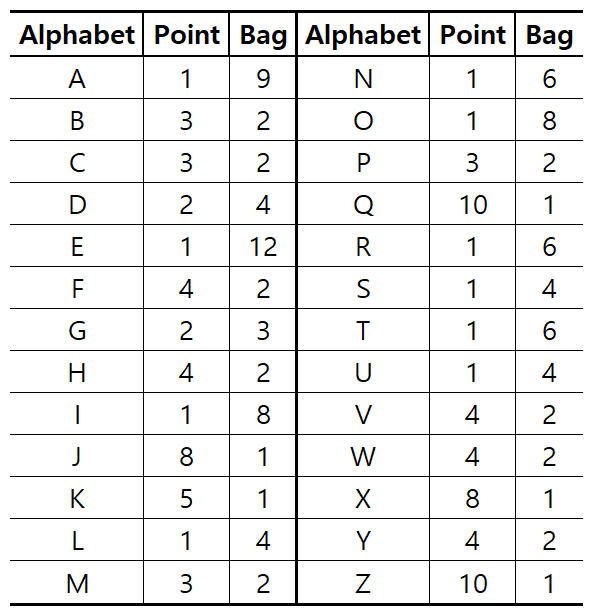 Alphabet Point Bag Alphabet Point Bag
A 1 9 N 1 6
B 3 2 O 1 8
C 3 2 P 3 2
D 2 4 Q 10 1
E 1 12 R 1 6
F 4 2 S 1 4
G 2 3 T 1 6
H 4 2 U 1 4
I 1 8 V 4 2
J 8 1 W 4 2
K 5 1 X 8 1
L 1 4 Y 4 2
M 3 2 Z 10 1